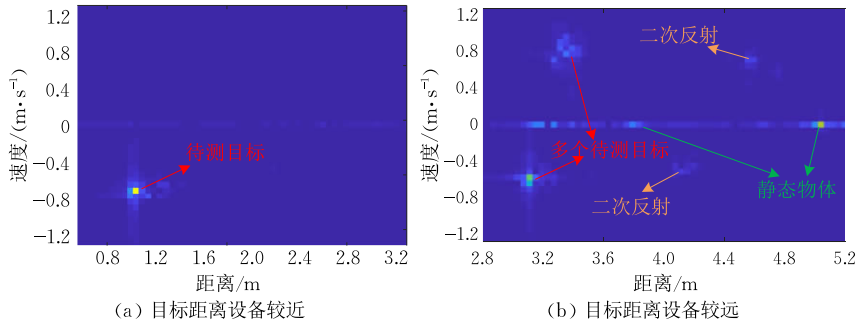 1.2
0.8
0.4
0
−0.4
−0.8
−1.2
速度/(m·s⁻¹)
待测目标
0.8 1.2 1.6 2.0 2.4 2.8 3.2
距离/m
(a) 目标距离设备较近
1.2
0.8
0.4
0
−0.4
−0.8
−1.2
速度/(m·s⁻¹)
二次反射
多个待测目标
静态物体
二次反射
2.8 3.2 3.6 4.0 4.4 4.8 5.2
距离/m
(b) 目标距离设备较远